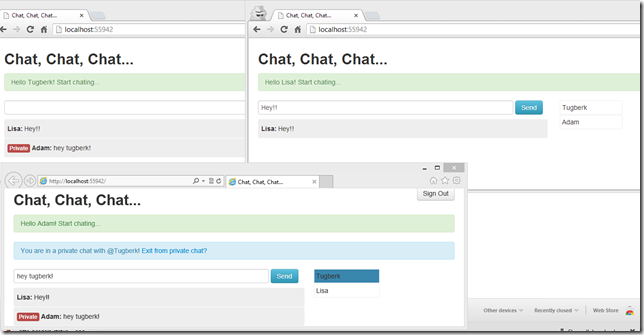 Chat, Chat, Chat...
localhost:55942
Chat, Chat, Chat...
Hello Tugberk! Start chating...
Lisa: Hey!!
Private Adam: hey tugberk!
Chat, Chat, Chat...
localhost:55942
Chat, Chat, Chat...
Hello Lisa! Start chating...
Hey!!
Send
Tugberk
Adam
Lisa: Hey!!
http://localhost:55942/
Chat, Chat, Chat...
Sign Out
Chat, Chat, Chat...
Hello Adam! Start chating...
You are in a private chat with @Tugberk! Exit from private chat?
hey tugberk!
Send
Tugberk
Lisa
Lisa: Hey!!
Private Adam: hey tugberk!
Other devices
Recently closed
Web Store